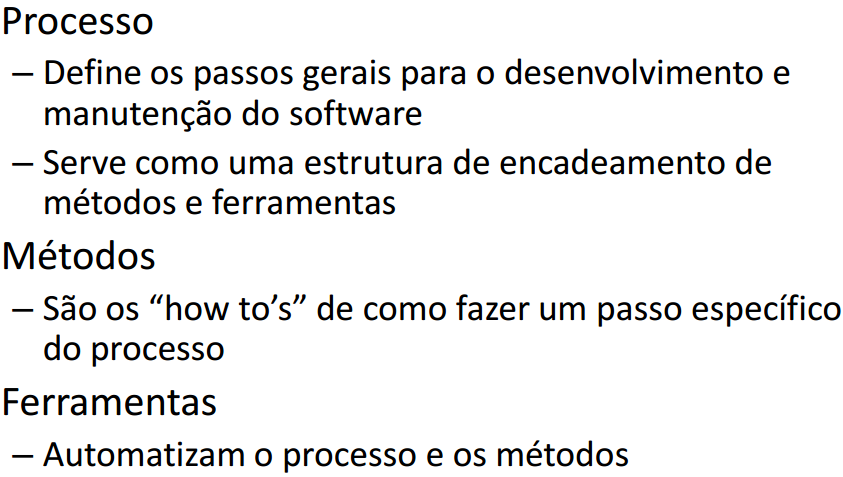 Processo
– Define os passos gerais para o desenvolvimento e
manutenção do software
– Serve como uma estrutura de encadeamento de
métodos e ferramentas
Métodos
– São os “how to’s” de como fazer um passo específico
do processo
Ferramentas
– Automatizam o processo e os métodos